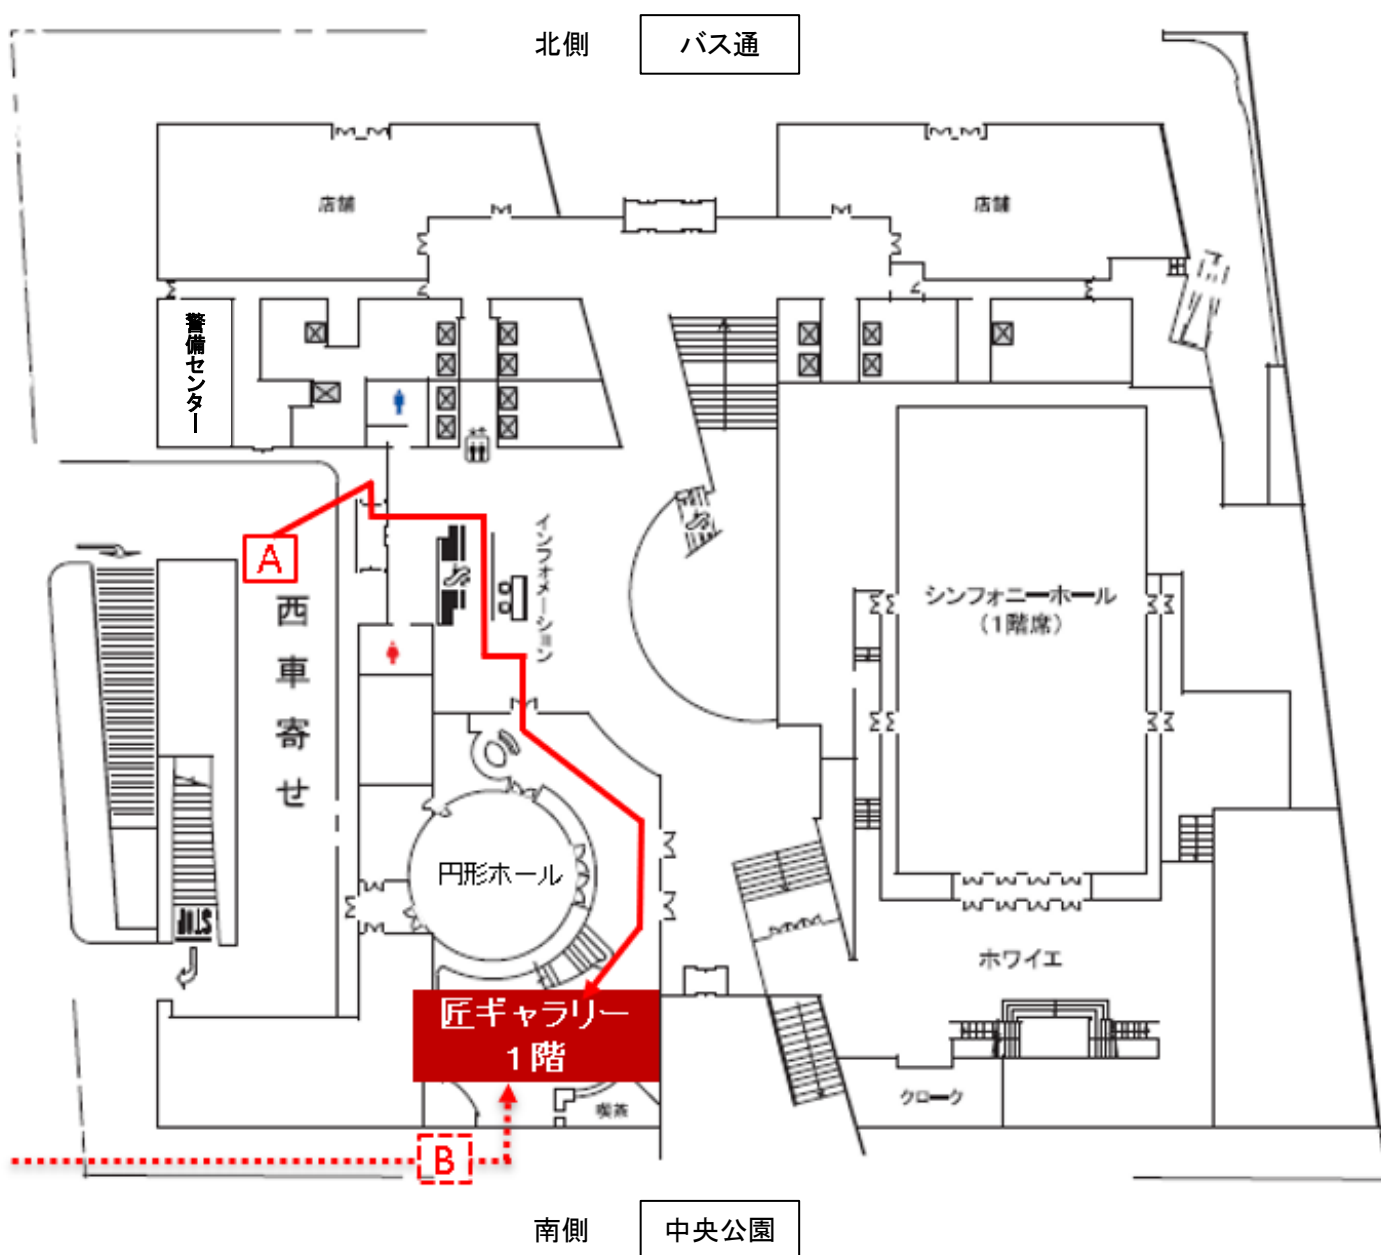 北側
バス通
店舗
店舗
警備センター
インフォメーション
A
西車寄せ
シンフォニーホール
(1階席)
円形ホール
STOP
ホワイエ
匠ギャラリー
1階
喫茶
クローク
B
南側
中央公園